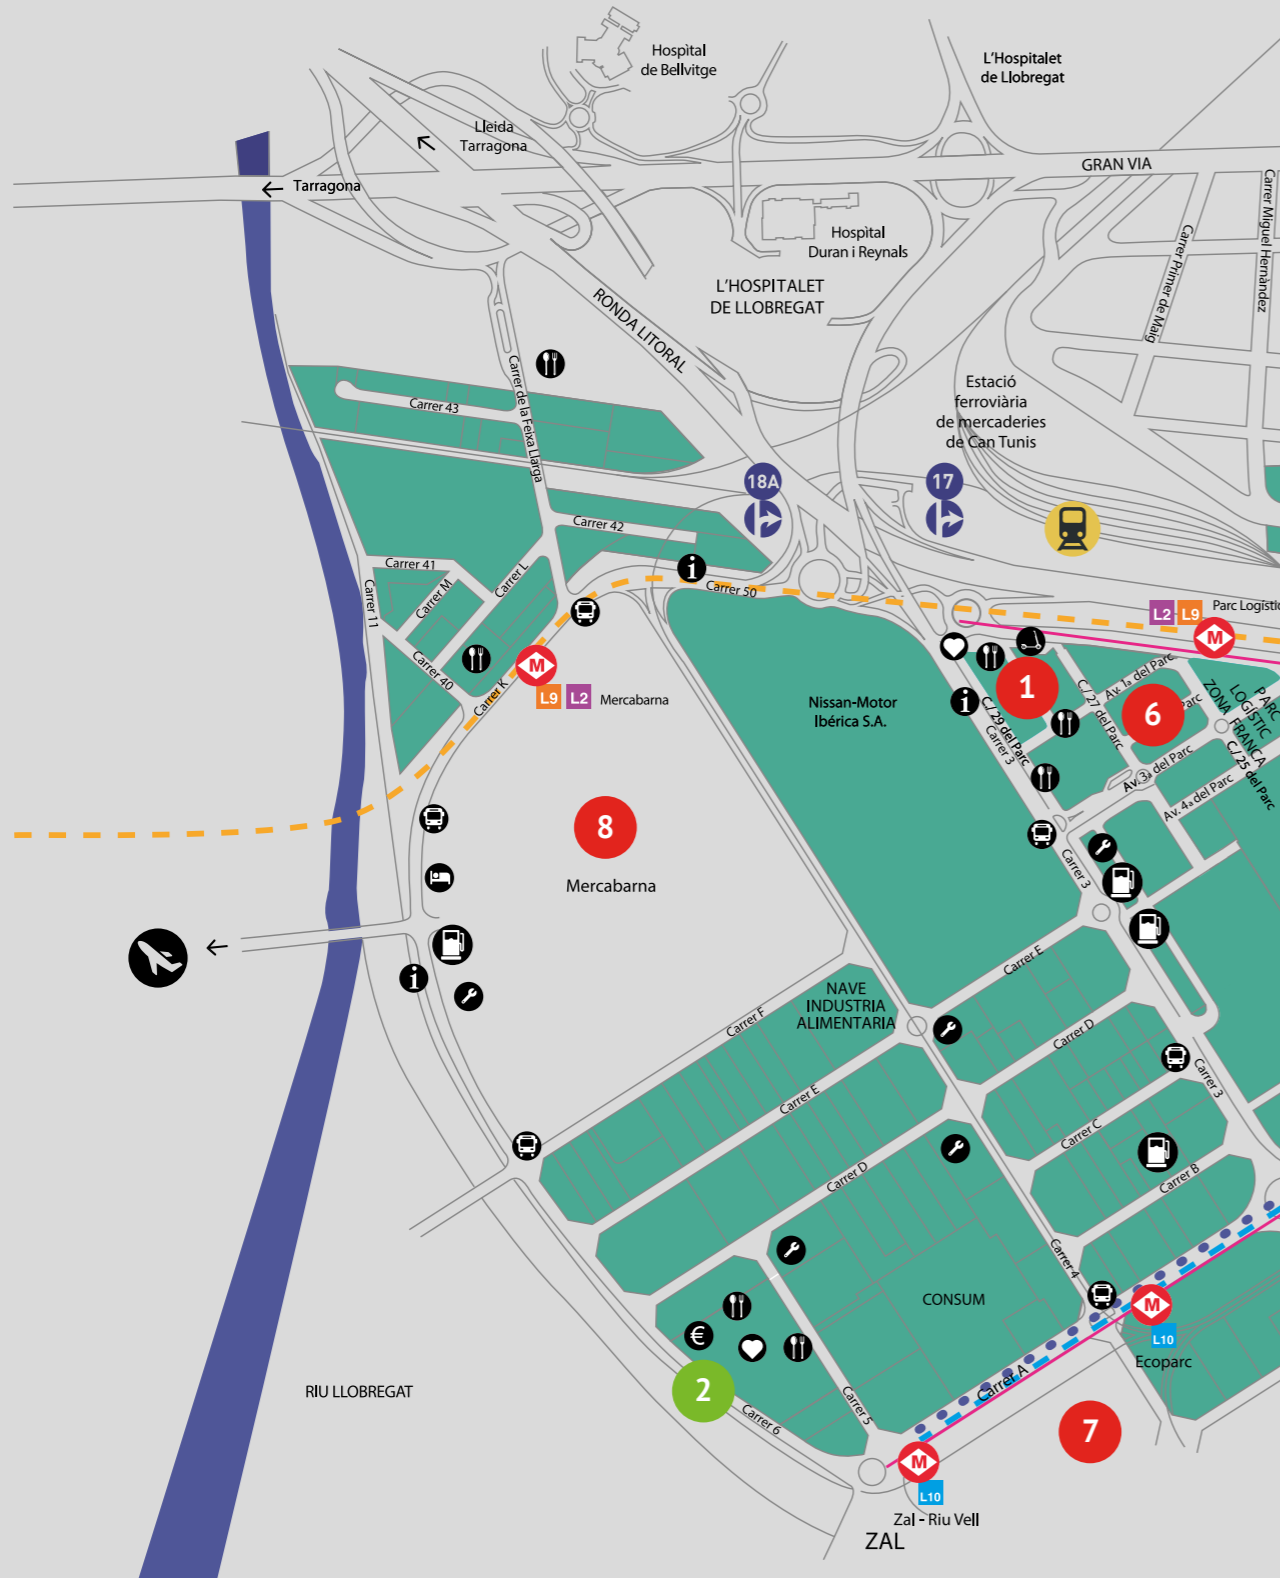 Hospìtal
de Bellvitge
L'Hospitalet
de Llobregat
Lleida
Tarragona
GRAN VIA
Tarragona
Carrer Miguel Hernàndez
Carrer Primer de Maig
Hospìtal
Duran i Reynals
L'HOSPITALET
DE LLOBREGAT
RONDA LITORAL
Carrer de la Feixa Llarga
Carrer 43
Estació
ferroviària
de mercaderies
de Can Tunis
18A
17
Carrer 42
Carrer 41
Carrer L
Carrer M
Carrer 11
Carrer 50
i
L2
L9
Parc Logístic
M
Carrer 40
Carrer K
M
L9
L2
Mercabarna
Nissan-Motor
Ibérica S.A.
i
1
C./ 29 del Parc
Carrer 3
C./ 27 del Parc
Av. 1a del Parc
6
Parc
PARC
LOGÍSTIC
ZONA FRANCA
C./ 25 del Parc
Av. 3a del Parc
Av. 4a del Parc
8
Mercabarna
Carrer 3
i
NAVE
INDUSTRIA
ALIMENTARIA
Carrer F
Carrer E
Carrer E
Carrer D
Carrer D
Carrer 3
Carrer C
Carrer B
Carrer 4
CONSUM
€
M
L10
Ecoparc
RIU LLOBREGAT
2
Carrer 6
Carrer 5
Carrer A
7
M
L10
Zal - Riu Vell
ZAL